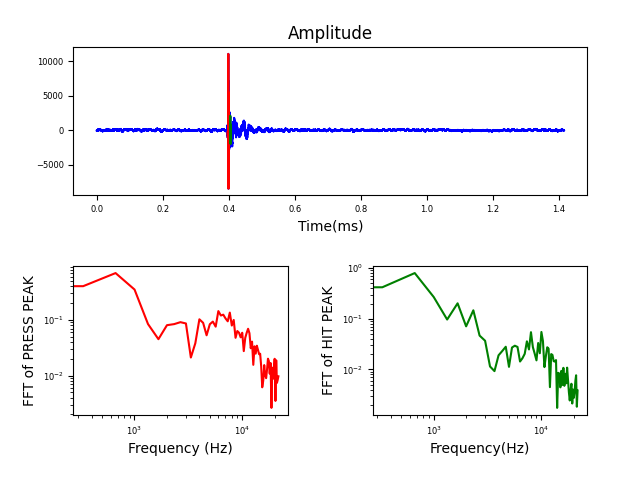 Amplitude
10000
5000
0
−5000
0.0 0.2 0.4 0.6 0.8 1.0 1.2 1.4
Time(ms)
FFT of PRESS PEAK
10⁻¹
10⁻²
10³ 10⁴
Frequency (Hz)
FFT of HIT PEAK
10⁰
10⁻¹
10⁻²
10³ 10⁴
Frequency(Hz)